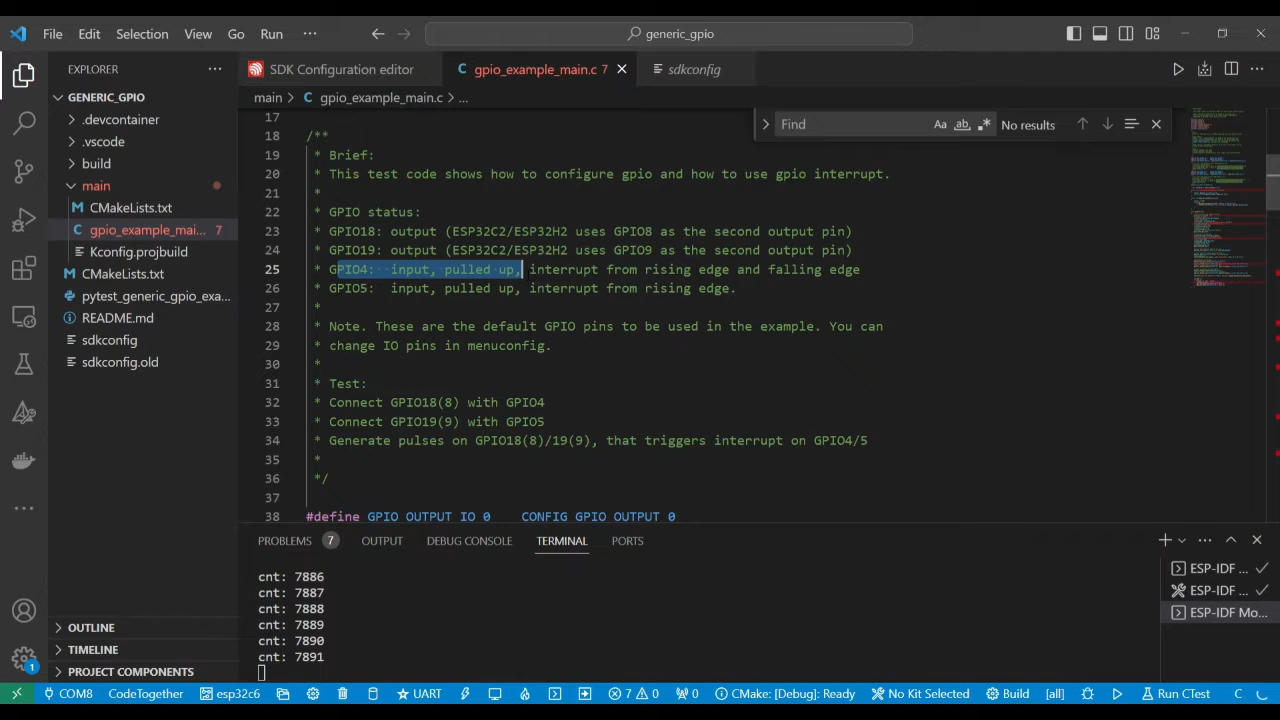 File Edit Selection View Go Run ··· generic_gpio
EXPLORER ···
GENERIC_GPIO
.devcontainer
.vscode
build
main
CMakeLists.txt
gpio_example_mai... 7
Kconfig.projbuild
CMakeLists.txt
pytest_generic_gpio_exa...
README.md
sdkconfig
sdkconfig.old
OUTLINE
TIMELINE
PROJECT COMPONENTS
SDK Configuration editor gpio_example_main.c 7 sdkconfig
main > gpio_example_main.c > ...
Find Aa ab No results
17
18 /**
19 * Brief:
20 * This test code shows how to configure gpio and how to use gpio interrupt.
21 *
22 * GPIO status:
23 * GPIO18: output (ESP32C2/ESP32H2 uses GPIO8 as the second output pin)
24 * GPIO19: output (ESP32C2/ESP32H2 uses GPIO9 as the second output pin)
25 * GPIO4:  input, pulled up, interrupt from rising edge and falling edge
26 * GPIO5:  input, pulled up, interrupt from rising edge.
27 *
28 * Note. These are the default GPIO pins to be used in the example. You can
29 * change IO pins in menuconfig.
30 *
31 * Test:
32 * Connect GPIO18(8) with GPIO4
33 * Connect GPIO19(9) with GPIO5
34 * Generate pulses on GPIO18(8)/19(9), that triggers interrupt on GPIO4/5
35 *
36 */
37
38 #define GPIO_OUTPUT_IO_0    CONFIG_GPIO_OUTPUT_0
PROBLEMS 7 OUTPUT DEBUG CONSOLE TERMINAL PORTS
cnt: 7886
cnt: 7887
cnt: 7888
cnt: 7889
cnt: 7890
cnt: 7891
ESP-IDF ...
ESP-IDF ...
ESP-IDF Mo...
1
COM8 CodeTogether esp32c6 UART 7 0 0 CMake: [Debug]: Ready No Kit Selected Build [all] Run CTest C